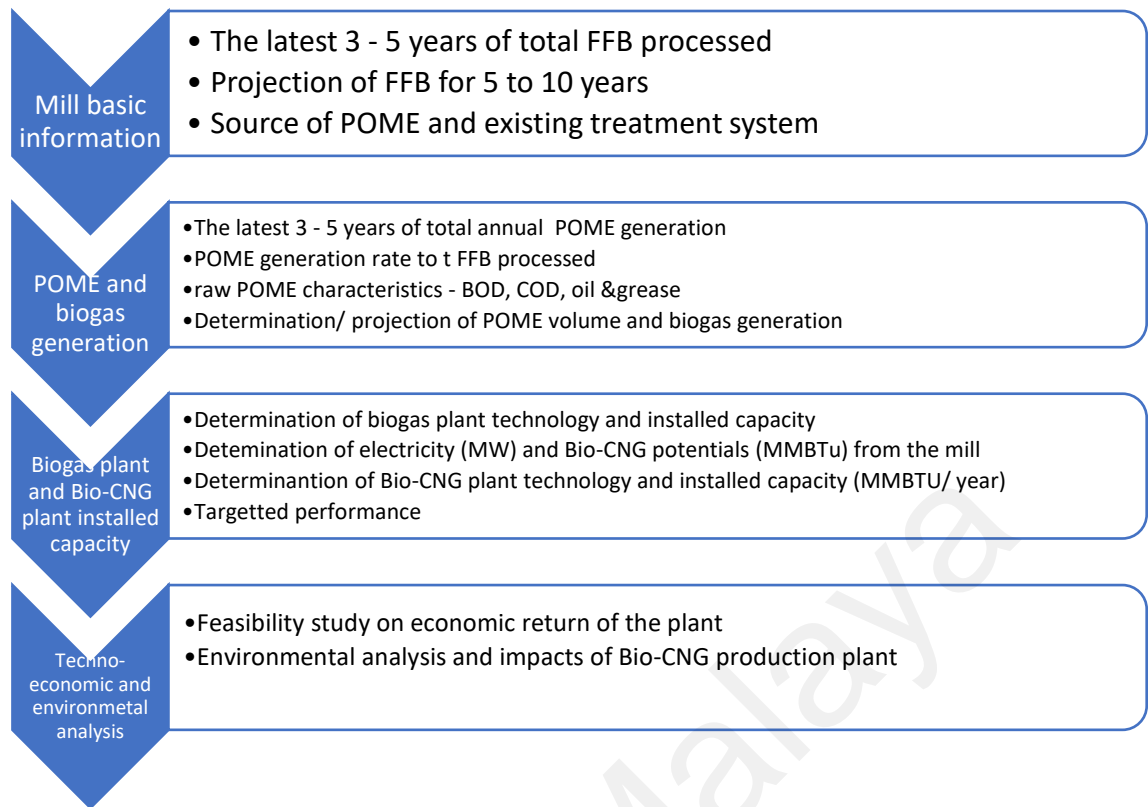 Mill basic
information
• The latest 3 - 5 years of total FFB processed
• Projection of FFB for 5 to 10 years
• Source of POME and existing treatment system
POME and
biogas
generation
•The latest 3 - 5 years of total annual POME generation
•POME generation rate to t FFB processed
•raw POME characteristics - BOD, COD, oil &grease
•Determination/ projection of POME volume and biogas generation
Biogas plant
and Bio-CNG
plant installed
capacity
•Determination of biogas plant technology and installed capacity
•Detemination of electricity (MW) and Bio-CNG potentials (MMBTu) from the mill
•Determinantion of Bio-CNG plant technology and installed capacity (MMBTU/ year)
•Targetted performance
Techno-
economic and
environmetal
analysis
•Feasibility study on economic return of the plant
•Environmental analysis and impacts of Bio-CNG production plant
Malaya